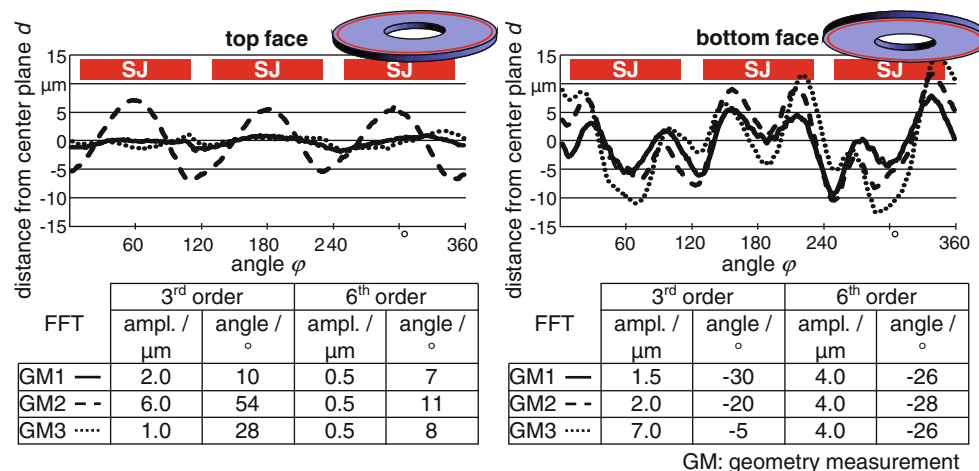 top face
15
µm
5
0
-5
-10
-15
distance from center plane d
SJ SJ SJ
60 120 180 240 ° 360
angle φ
bottom face
15
µm
5
0
-5
-10
-15
distance from center plane d
SJ SJ SJ
60 120 180 240 ° 360
angle φ
FFT 3rd order 6th order
ampl. / µm angle / ° ampl. / µm angle / °
GM1 2.0 10 0.5 7
GM2 6.0 54 0.5 11
GM3 1.0 28 0.5 8
FFT 3rd order 6th order
ampl. / µm angle / ° ampl. / µm angle / °
GM1 1.5 -30 4.0 -26
GM2 2.0 -20 4.0 -28
GM3 7.0 -5 4.0 -26
GM: geometry measurement